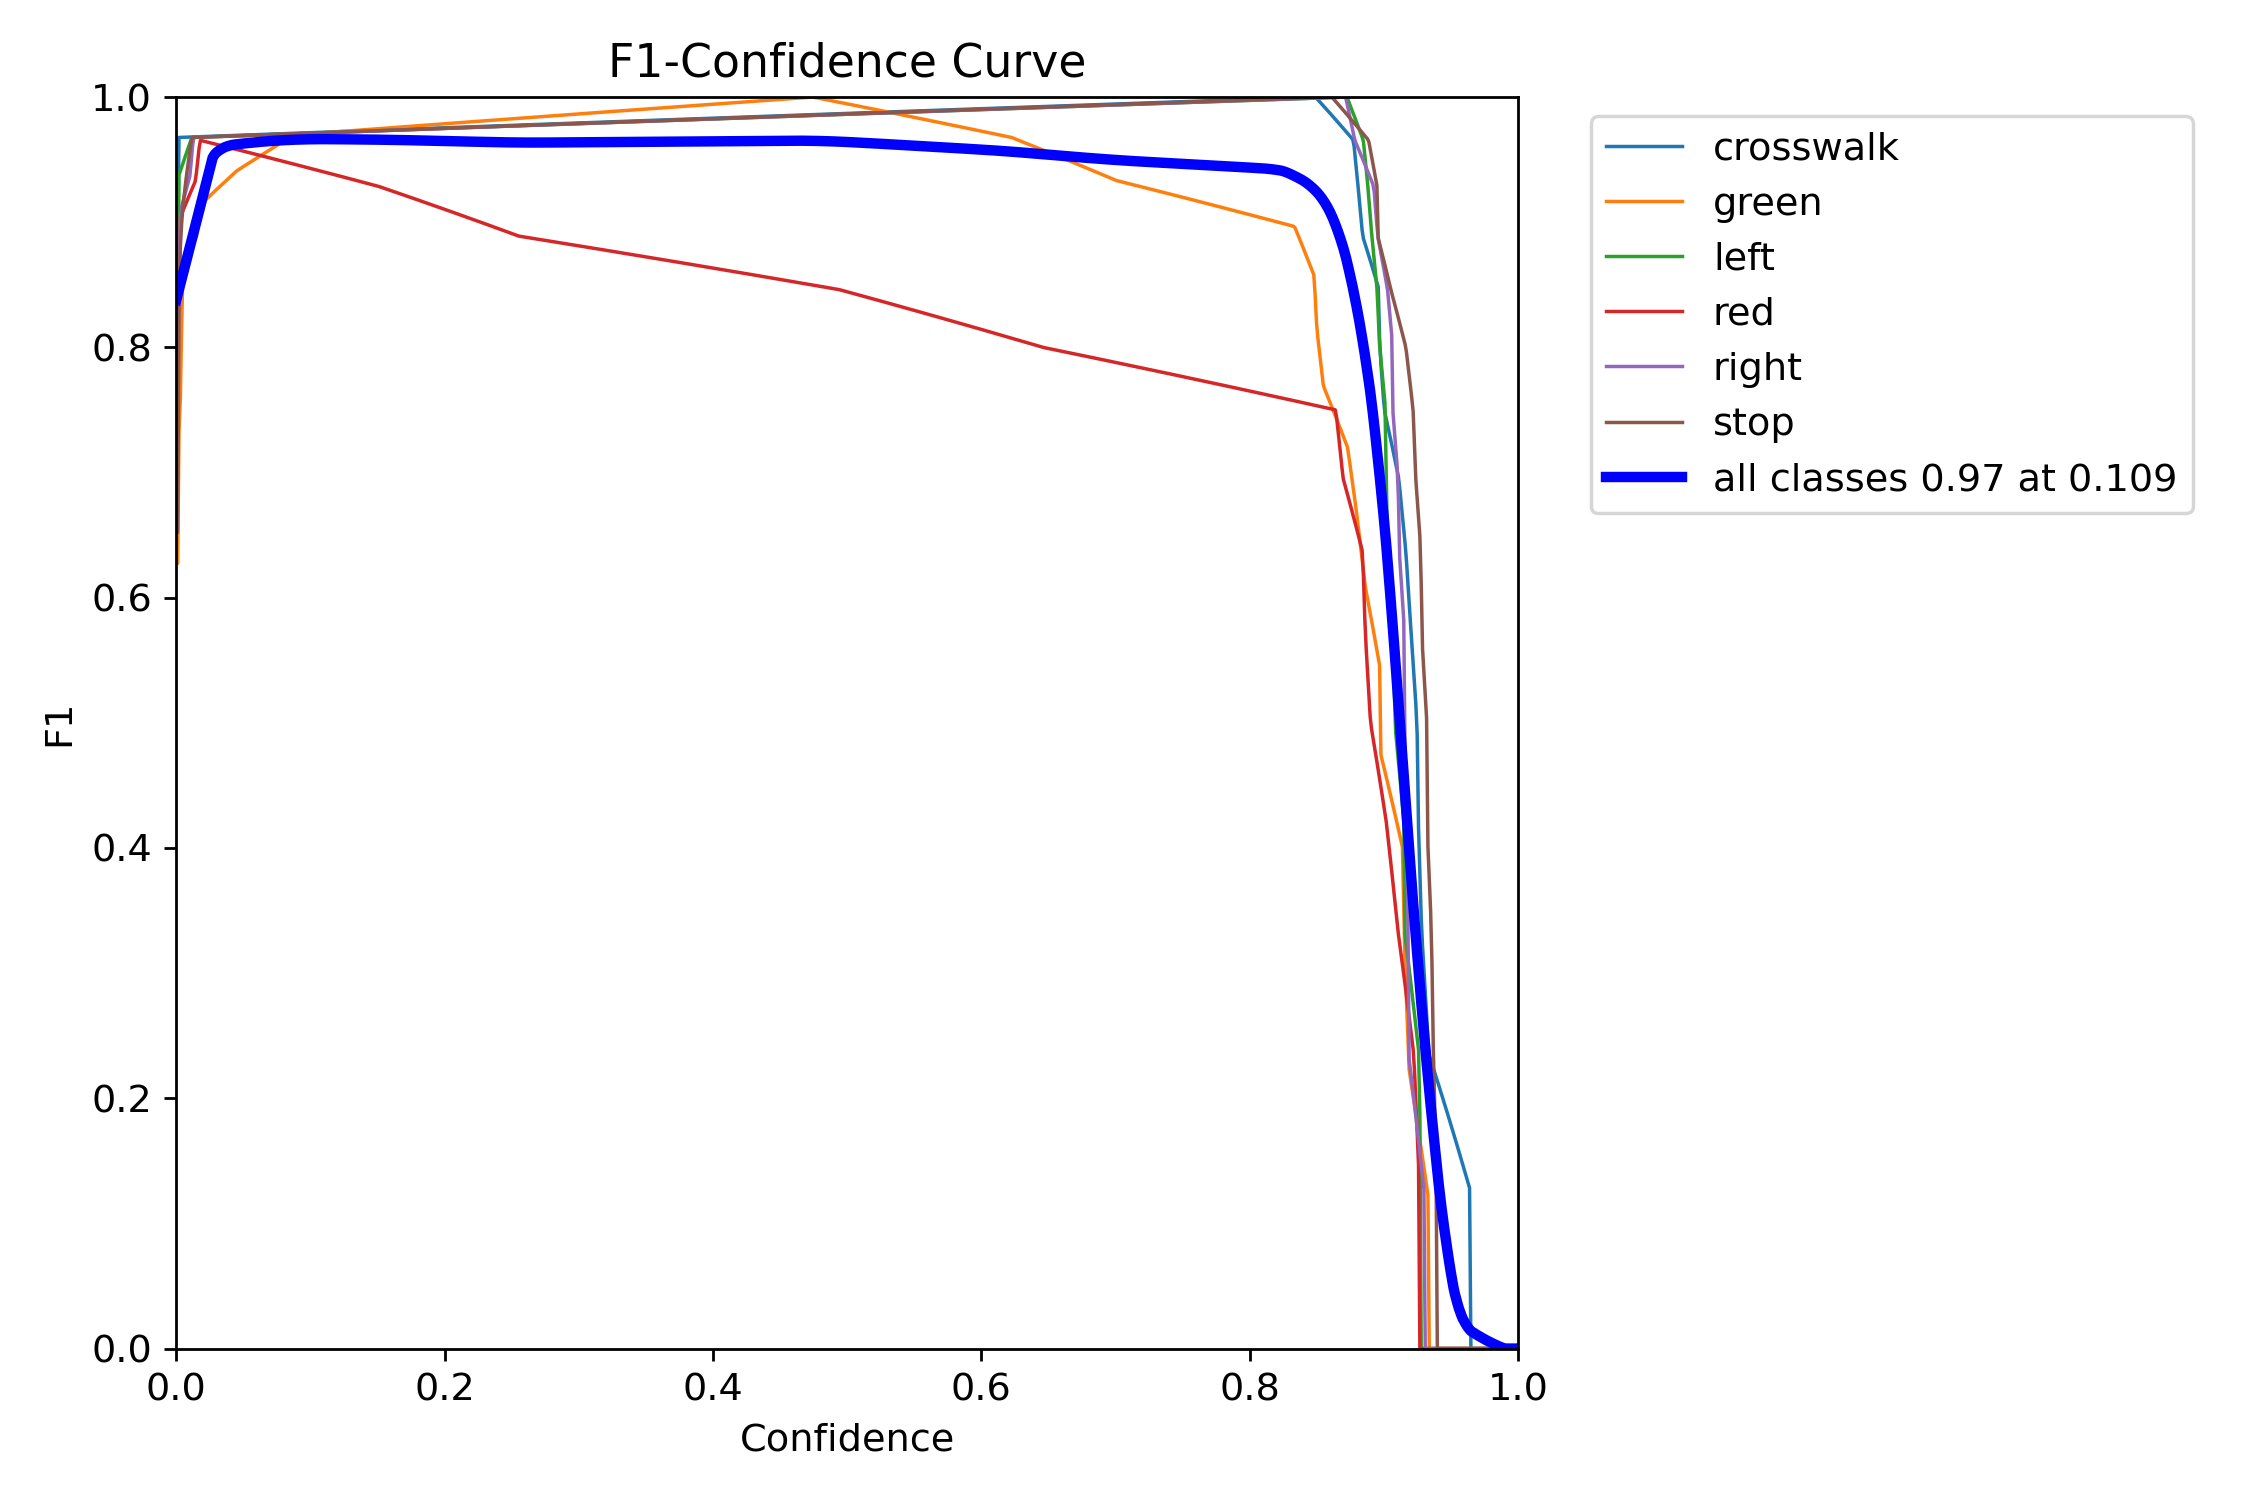 F1-Confidence Curve
1.0
0.8
0.6
0.4
0.2
0.0
F1
0.0 0.2 0.4 0.6 0.8 1.0
Confidence
crosswalk
green
left
red
right
stop
all classes 0.97 at 0.109